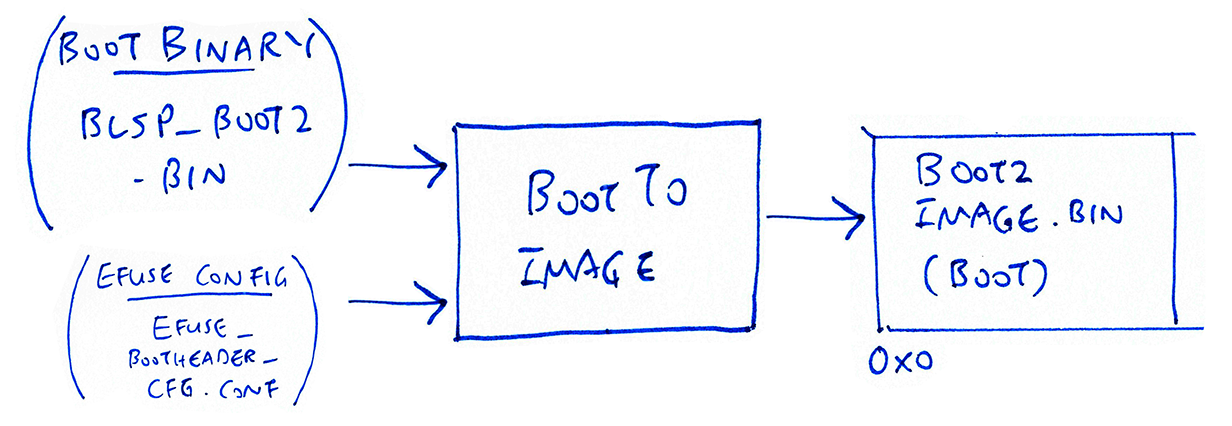 BOOT BINARY
BLSP_BOOT2
-BIN
EFUSE CONFIG
EFUSE_
BOOTHEADER_
CFG.CONF
BOOT TO
IMAGE
BOOT2
IMAGE.BIN
(BOOT)
0x0